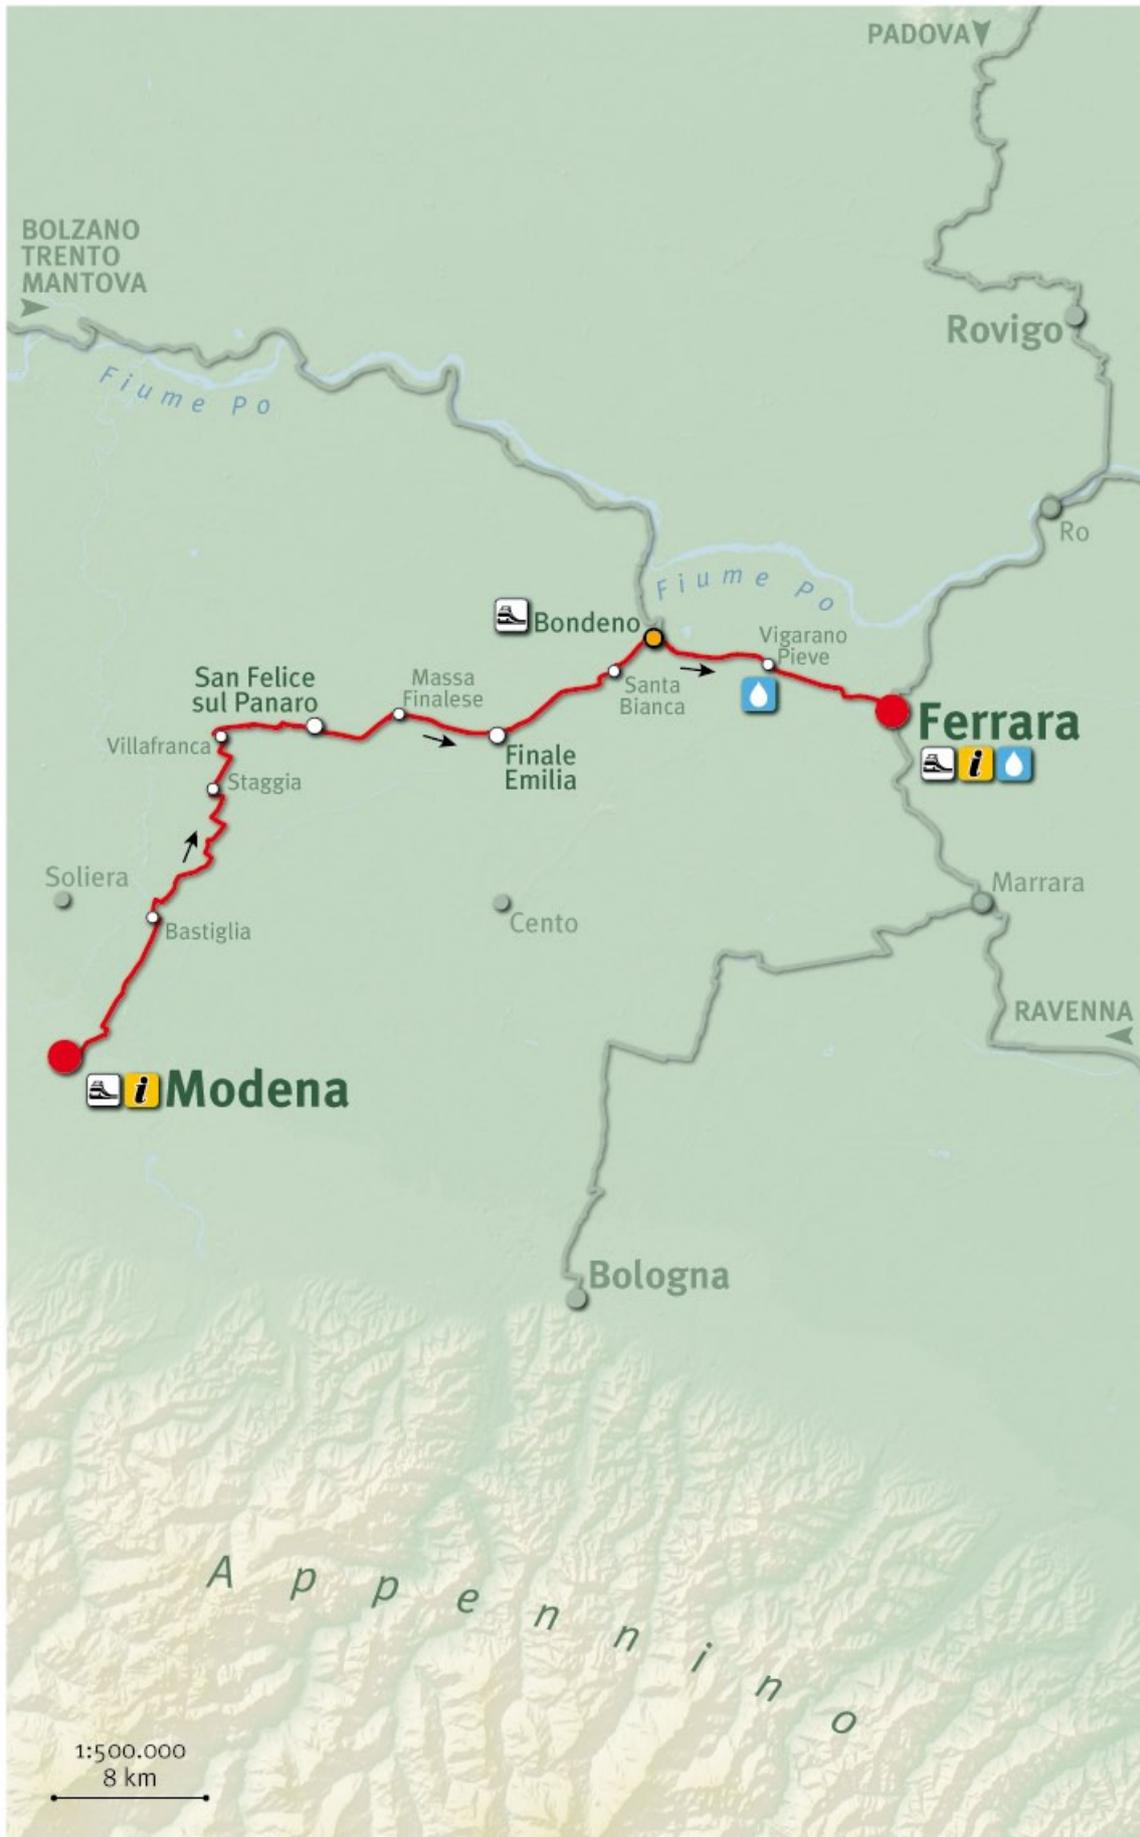 PADOVA
BOLZANO
TRENTO
MANTOVA
Rovigo
Fiume Po
Ro
Fiume Po
Bondeno
Vigarano
Pieve
San Felice
sul Panaro
Massa
Finalese
Santa
Bianca
Ferrara
i
Villafranca
Finale
Emilia
Staggia
Soliera
Marrara
Cento
Bastiglia
RAVENNA
i
Modena
Bologna
Appennino
1:500.000
8 km